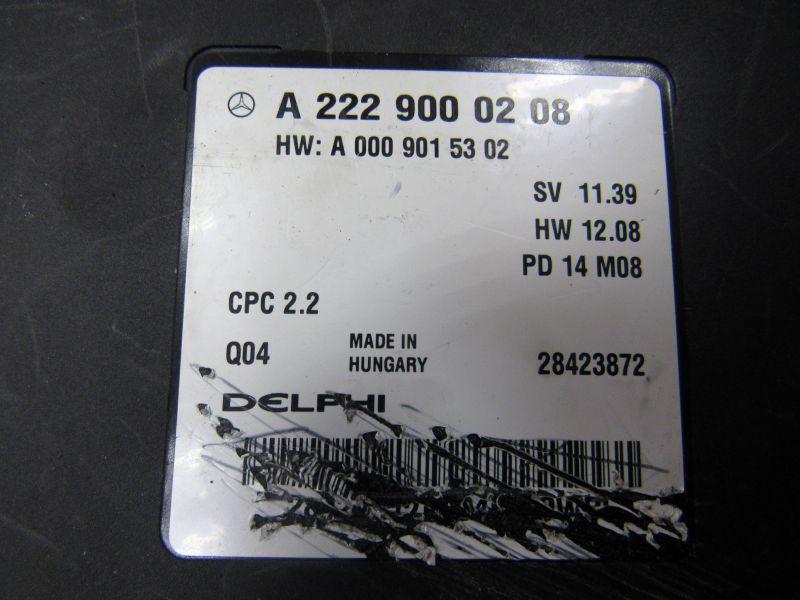 A 222 900 02 08
HW: A 000 901 53 02
SV 11.39
HW 12.08
PD 14 M08
CPC 2.2
Q04
MADE IN
HUNGARY
28423872
DELPHI